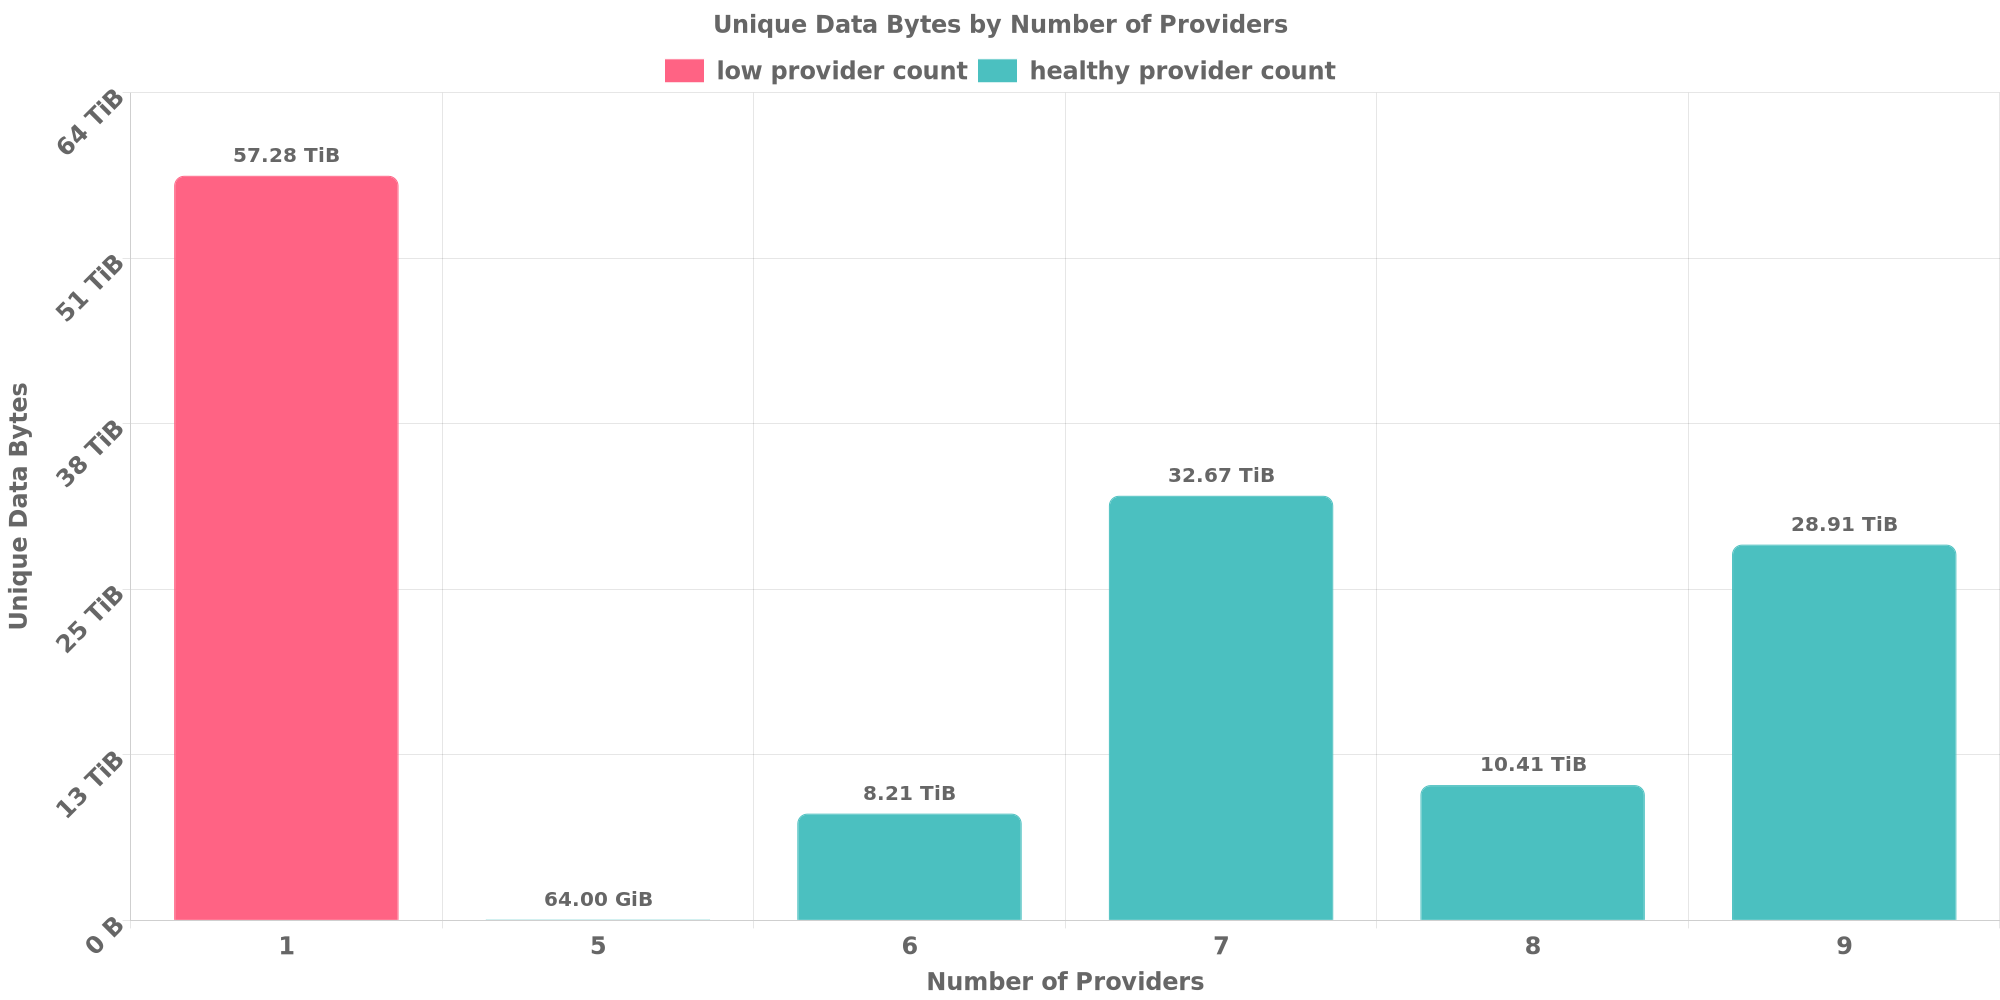 Unique Data Bytes by Number of Providers
low provider count
healthy provider count
64 TiB
51 TiB
38 TiB
25 TiB
13 TiB
0 B
Unique Data Bytes
57.28 TiB
64.00 GiB
8.21 TiB
32.67 TiB
10.41 TiB
28.91 TiB
1
5
6
7
8
9
Number of Providers